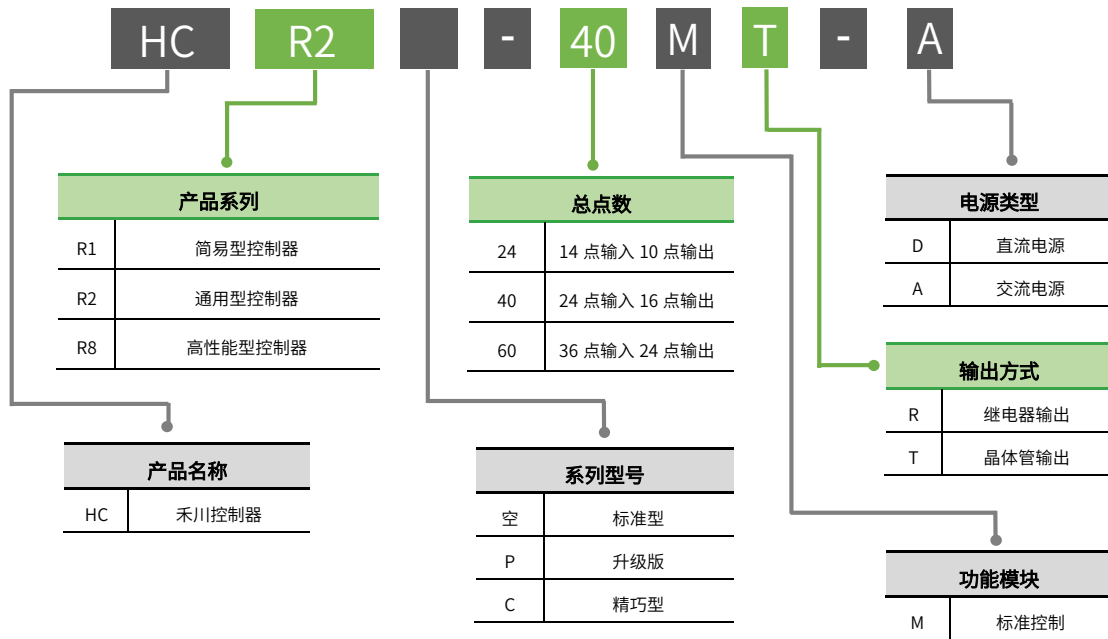 HC R2 - 40 M T - A
产品系列
R1 简易型控制器
R2 通用型控制器
R8 高性能型控制器
总点数
24 14 点输入 10 点输出
40 24 点输入 16 点输出
60 36 点输入 24 点输出
电源类型
D 直流电源
A 交流电源
输出方式
R 继电器输出
T 晶体管输出
产品名称
HC 禾川控制器
系列型号
空 标准型
P 升级版
C 精巧型
功能模块
M 标准控制